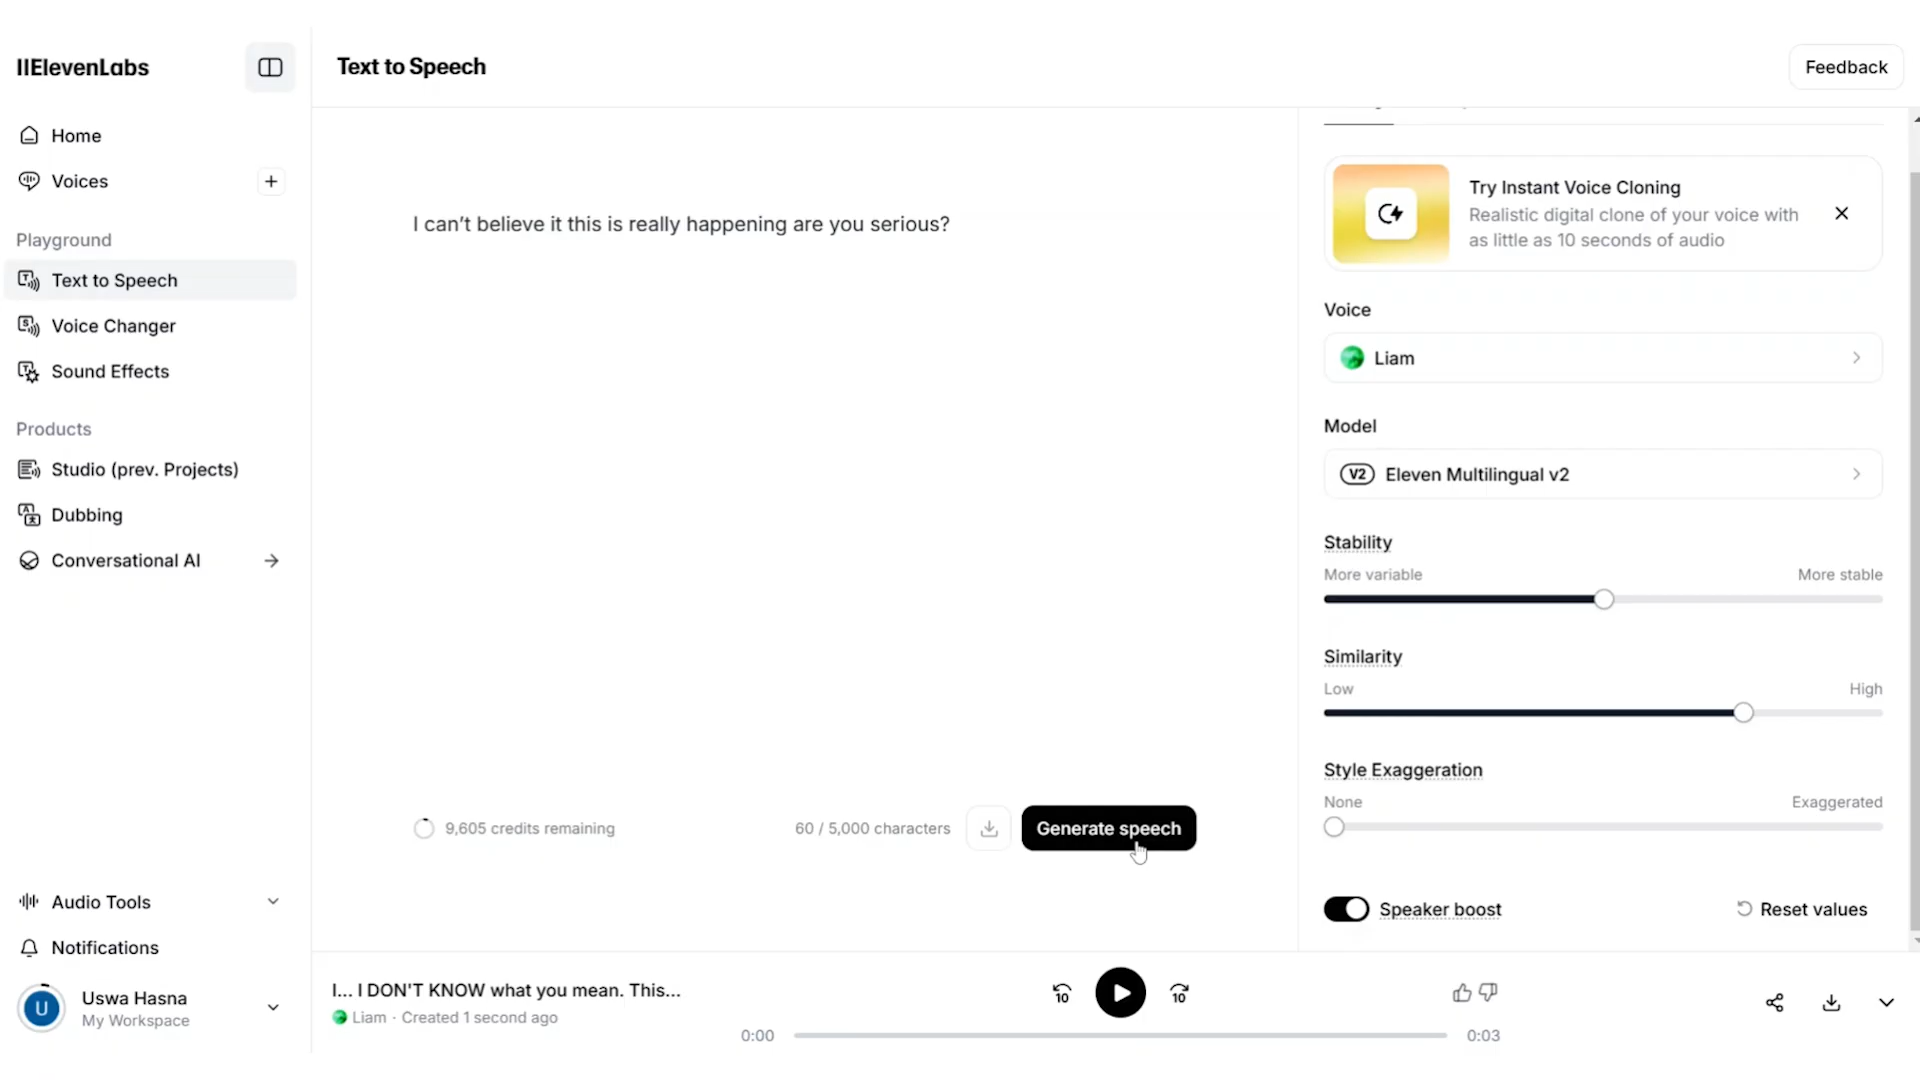 IIElevenLabs
Text to Speech
Feedback
Home
Voices
+
Playground
Text to Speech
Voice Changer
Sound Effects
Products
Studio (prev. Projects)
Dubbing
Conversational AI
Audio Tools
Notifications
U
Uswa Hasna
My Workspace
I can’t believe it this is really happening are you serious?
9,605 credits remaining
60 / 5,000 characters
Generate speech
Try Instant Voice Cloning
Realistic digital clone of your voice with
as little as 10 seconds of audio
Voice
Liam
Model
V2 Eleven Multilingual v2
Stability
More variable More stable
Similarity
Low High
Style Exaggeration
None Exaggerated
Speaker boost Reset values
I... I DON'T KNOW what you mean. This...
Liam · Created 1 second ago
10 10
0:00 0:03